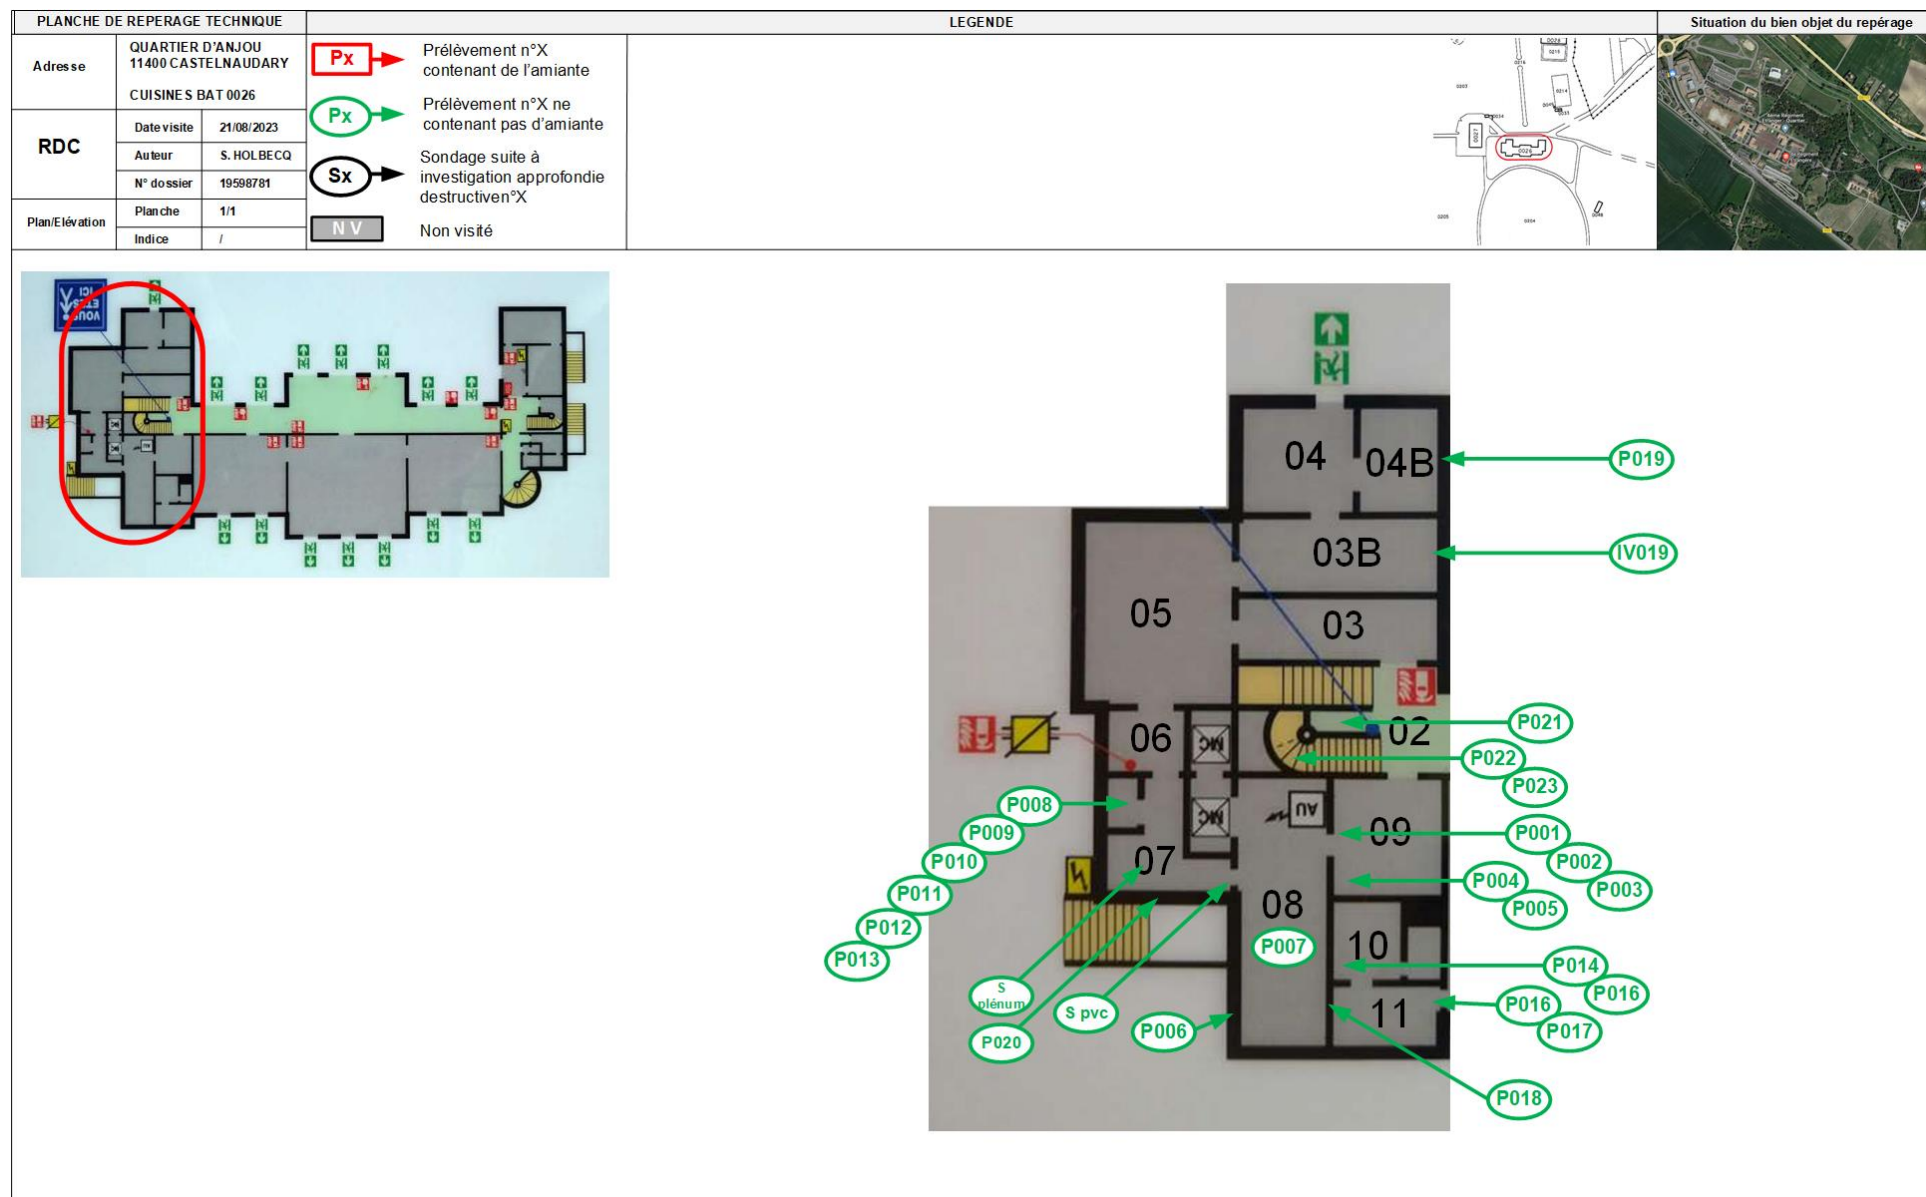 PLANCHE DE REPERAGE TECHNIQUE
LEGENDE
Situation du bien objet du repérage
Adresse
QUARTIER D'ANJOU
11400 CASTELNAUDARY
CUISINES BAT 0026
RDC
Date visite
21/08/2023
Auteur
S. HOLBECQ
N° dossier
19598781
Plan/Elévation
Planche
1/1
Indice
/
Px
Prélèvement n°X
contenant de l'amiante
Px
Prélèvement n°X ne
contenant pas d'amiante
Sx
Sondage suite à
investigation approfondie
destructiven°X
N V
Non visité
0026
0027
0214
VOUS
ETES
ICI
04
04B
P019
03B
IV019
05
03
06
MC
02
P021
P022
P023
P008
P009
P010
P011
P012
P013
MC
AU
09
P001
P002
P003
07
P004
P005
08
P007
10
P014
P016
S
plénum
S pvc
P006
P020
11
P016
P017
P018